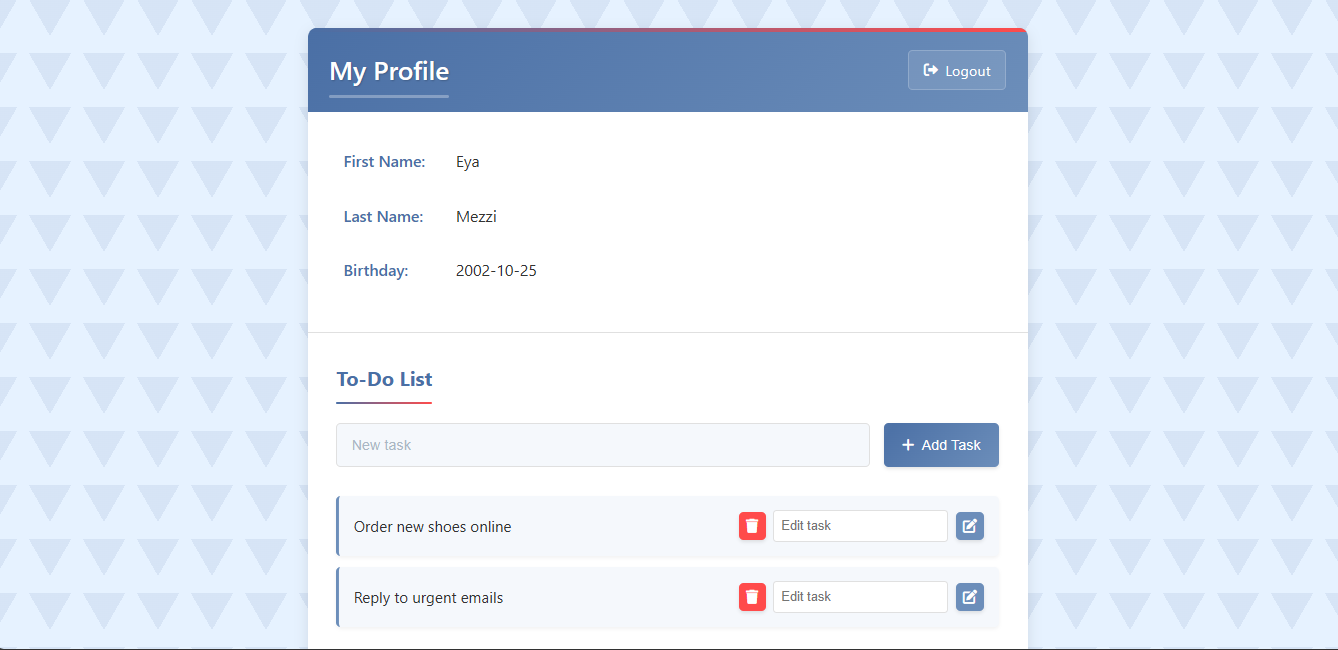 My Profile
Logout
First Name: Eya
Last Name: Mezzi
Birthday: 2002-10-25
To-Do List
New task
Add Task
Order new shoes online
Edit task
Reply to urgent emails
Edit task